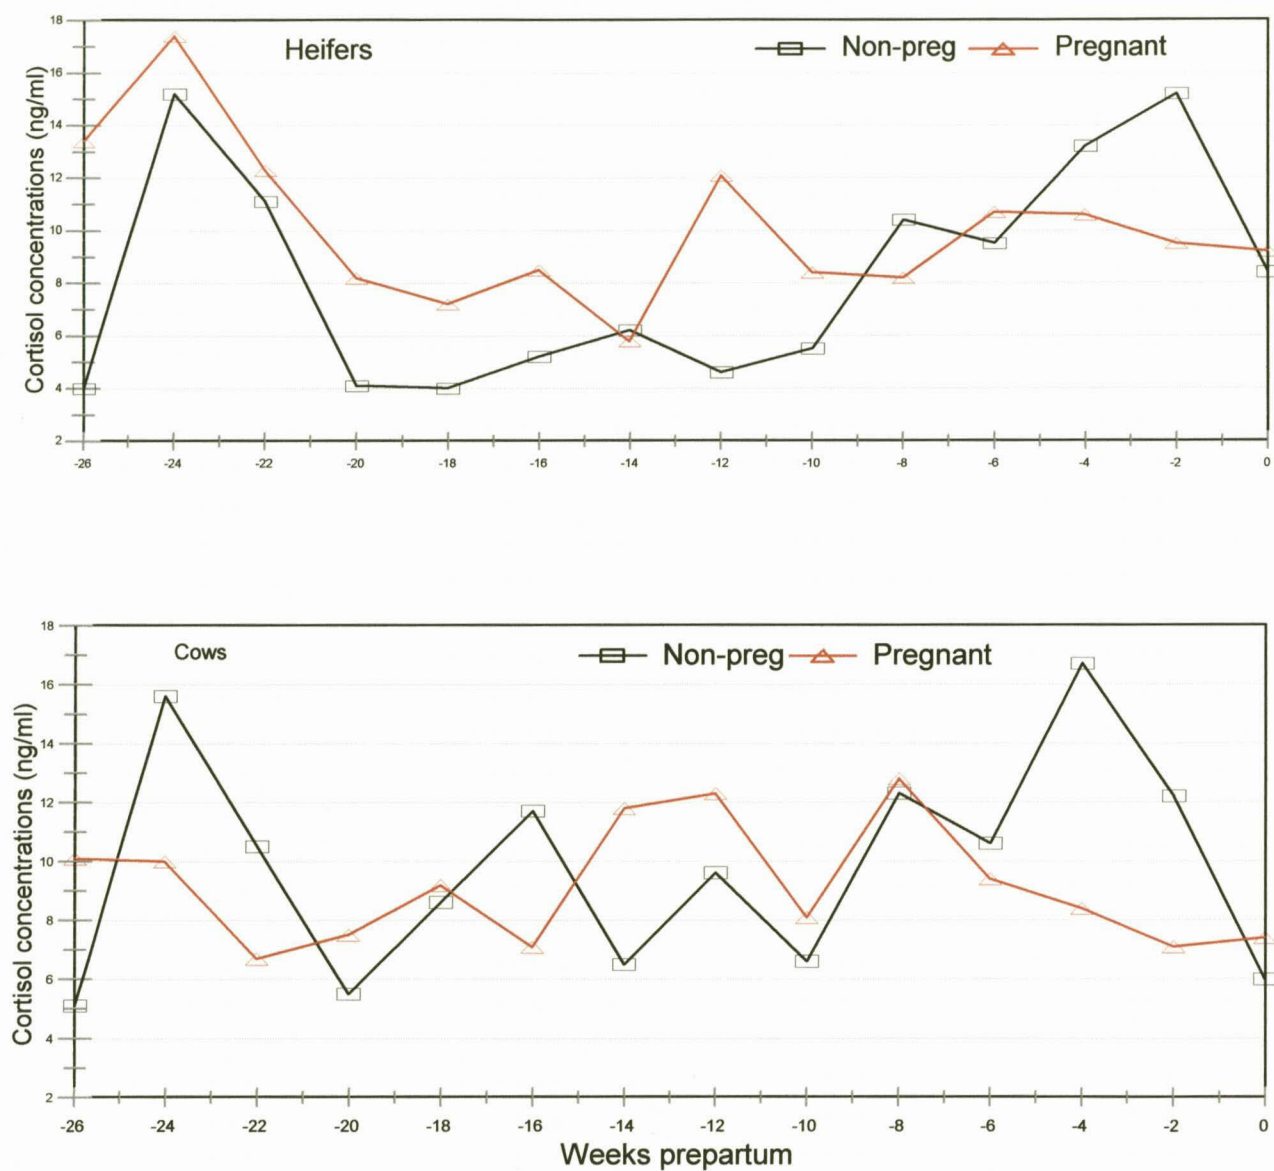 Heifers
Non-preg Pregnant
Cortisol concentrations (ng/ml)
18
16
14
12
10
8
6
4
2
-26 -24 -22 -20 -18 -16 -14 -12 -10 -8 -6 -4 -2 0
Cows
Non-preg Pregnant
Cortisol concentrations (ng/ml)
18
16
14
12
10
8
6
4
2
-26 -24 -22 -20 -18 -16 -14 -12 -10 -8 -6 -4 -2 0
Weeks prepartum